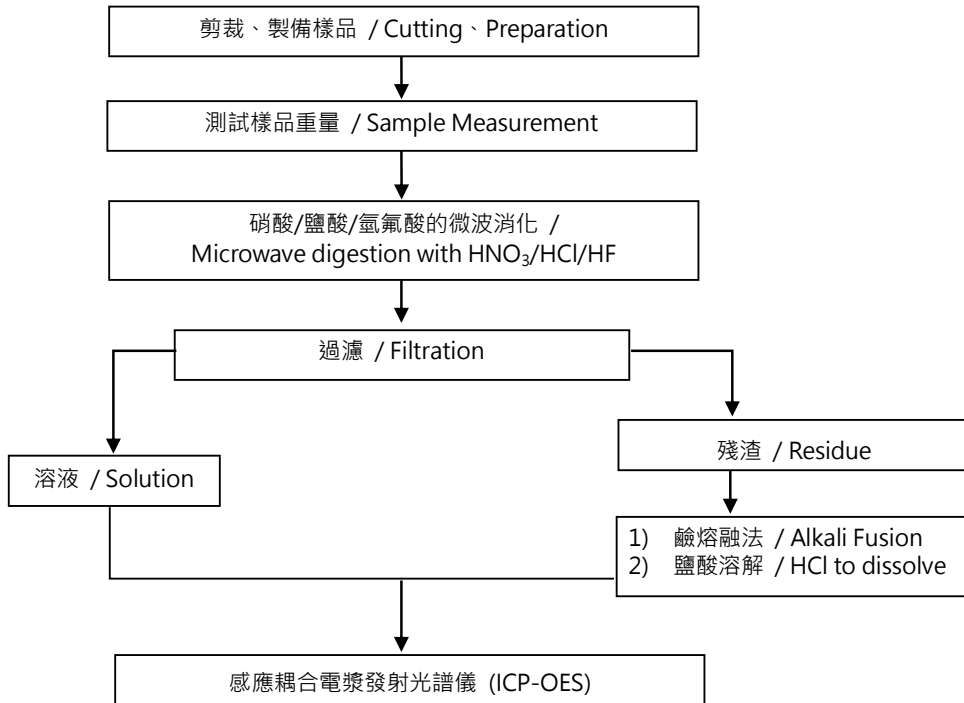 剪裁、製備樣品 / Cutting、Preparation
測試樣品重量 / Sample Measurement
硝酸/鹽酸/氫氟酸的微波消化 /
Microwave digestion with HNO₃/HCl/HF
過濾 / Filtration
溶液 / Solution
殘渣 / Residue
1) 鹼熔融法 / Alkali Fusion
2) 鹽酸溶解 / HCl to dissolve
感應耦合電漿發射光譜儀 (ICP-OES)